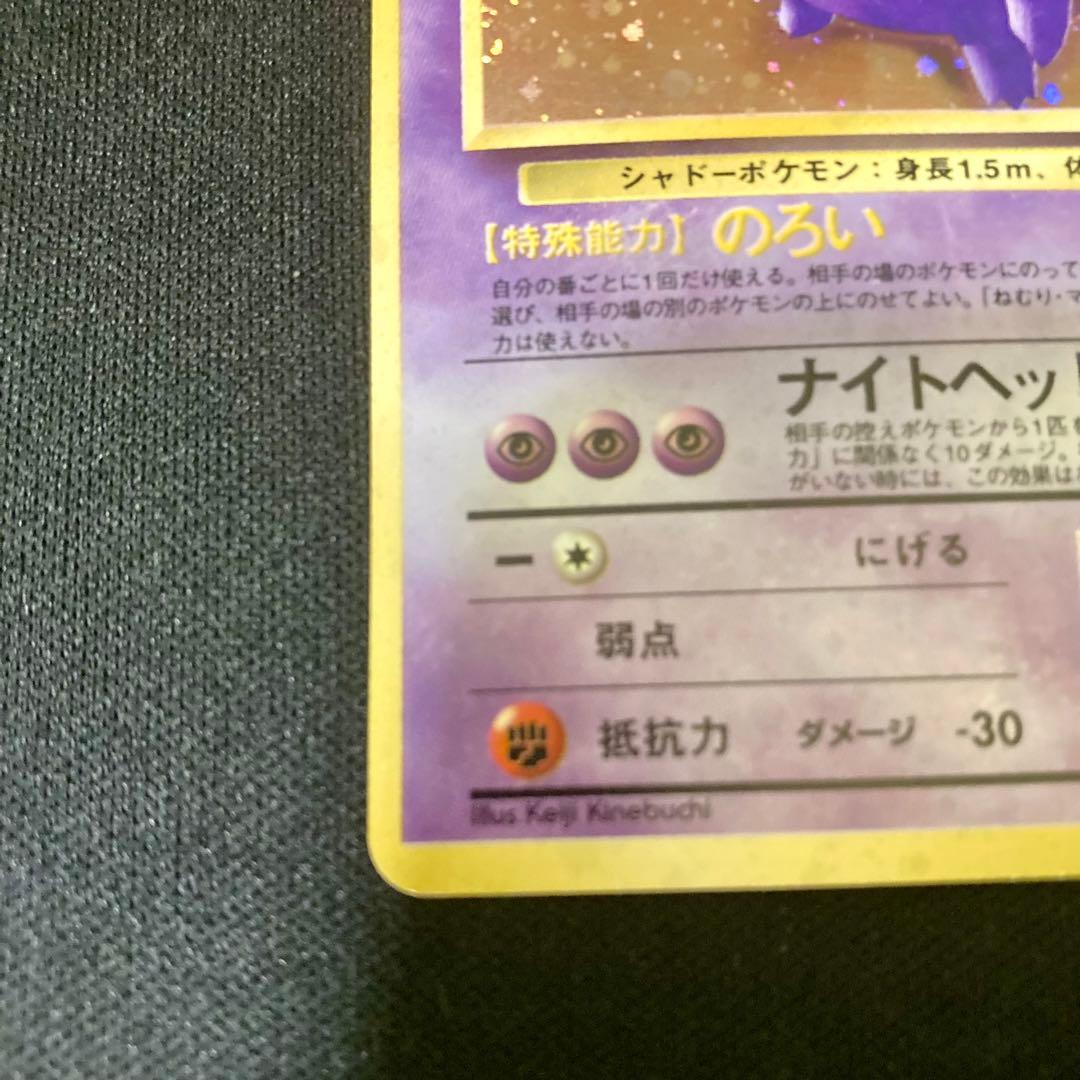 シャドーポケモン：身長1.5m、体
【特殊能力】 のろい
自分の番ごとに1回だけ使える。相手の場のポケモンにのって
選び、相手の場の別のポケモンの上にのせてよい。「ねむり・マ
力は使えない。
ナイトヘッド
相手の控えポケモンから1匹を
力」に関係なく10ダメージ。
がいない時には、この効果は
ー にげる
弱点
抵抗力 ダメージ -30
Illus Keiji Kinebuchi